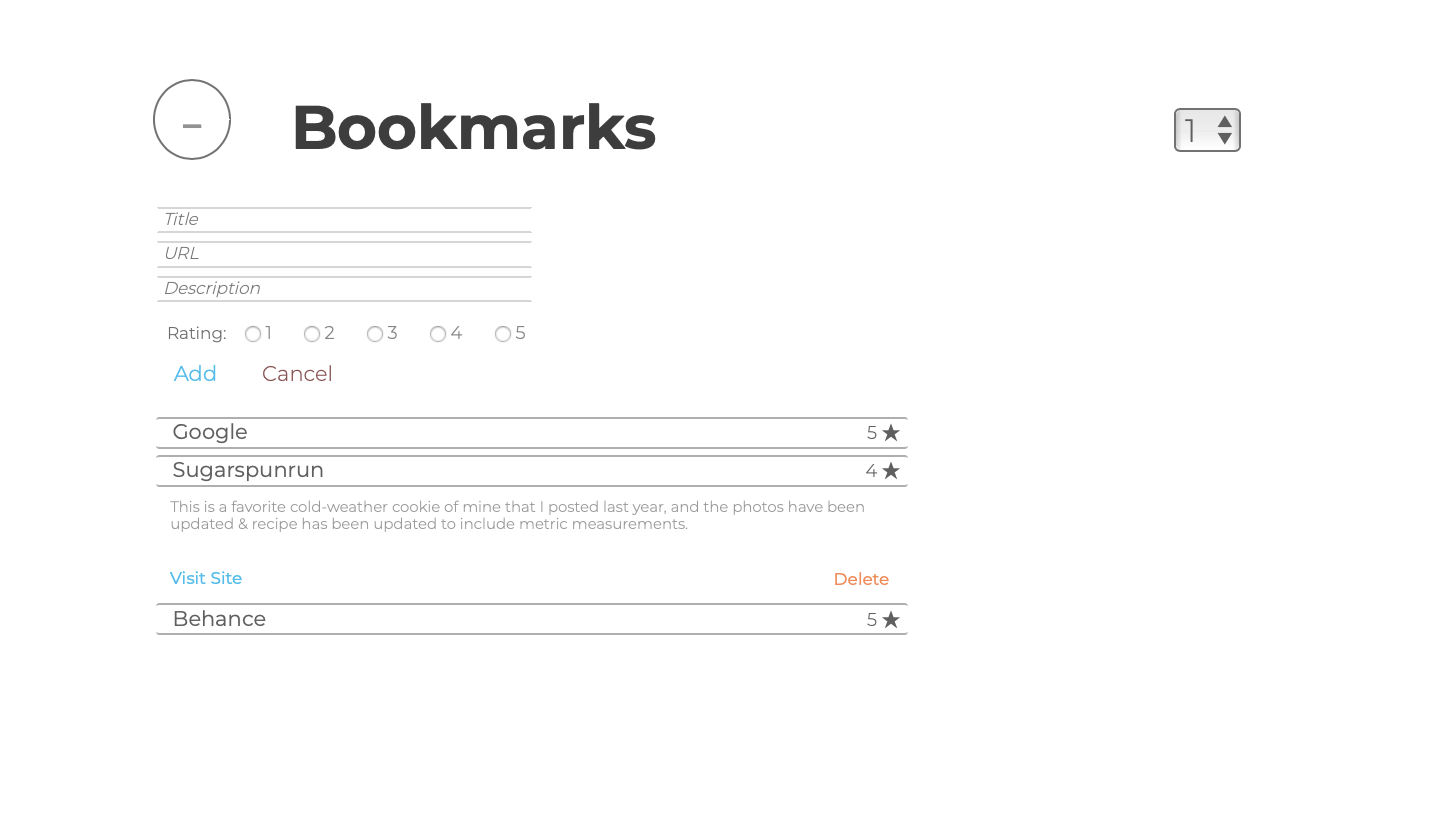 –
Bookmarks
1
Title
URL
Description
Rating: 1 2 3 4 5
Add Cancel
Google 5 ★
Sugarspunrun 4 ★
This is a favorite cold-weather cookie of mine that I posted last year, and the photos have been
updated & recipe has been updated to include metric measurements.
Visit Site Delete
Behance 5 ★